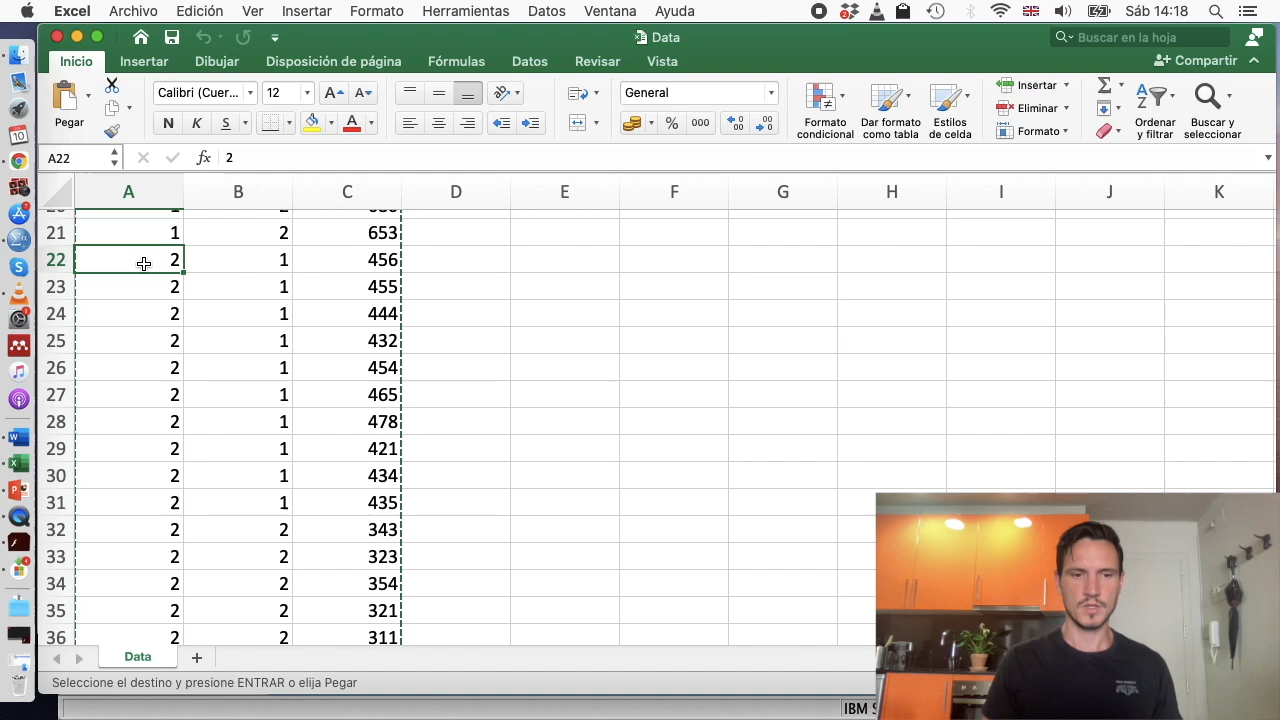 Excel Archivo Edición Ver Insertar Formato Herramientas Datos Ventana Ayuda Sáb 14:18
Data
Buscar en la hoja
Inicio Insertar Dibujar Disposición de página Fórmulas Datos Revisar Vista Compartir
Pegar
Calibri (Cuer... 12
General
N K S
% 000
Formato condicional
Dar formato como tabla
Estilos de celda
Insertar
Eliminar
Formato
Ordenar y filtrar
Buscar y seleccionar
A22 fx 2
A B C D E F G H I J K
21 1 2 653
22 2 1 456
23 2 1 455
24 2 1 444
25 2 1 432
26 2 1 454
27 2 1 465
28 2 1 478
29 2 1 421
30 2 1 434
31 2 1 435
32 2 2 343
33 2 2 323
34 2 2 354
35 2 2 321
36 2 2 311
Data
Seleccione el destino y presione ENTRAR o elija Pegar
IBM S